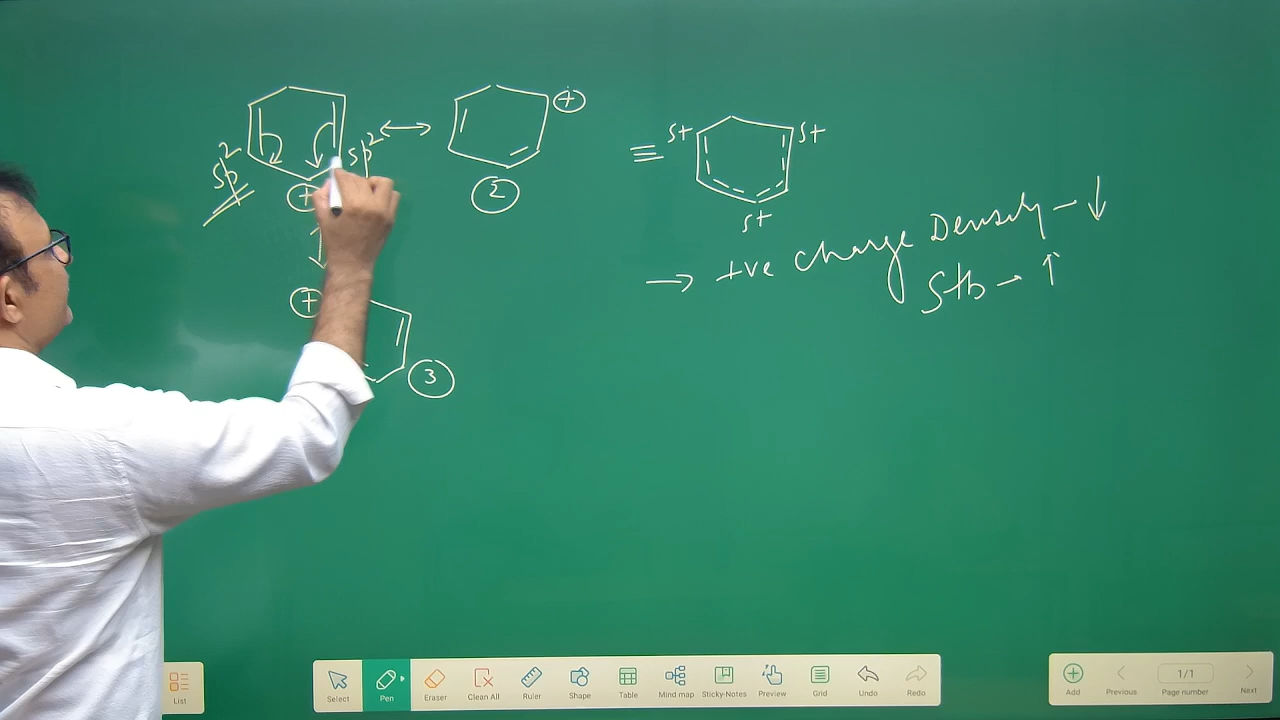 sp²
sp²
+
+
2
+
3
≡
δ+
δ+
δ+
→ +ve Charge Density - ↓
Stb - ↑
List
Select
Pen
Eraser
Clean All
Ruler
Shape
Table
Mind map
Sticky-Notes
Preview
Grid
Undo
Redo
Add
Previous
1/1
Page number
Next